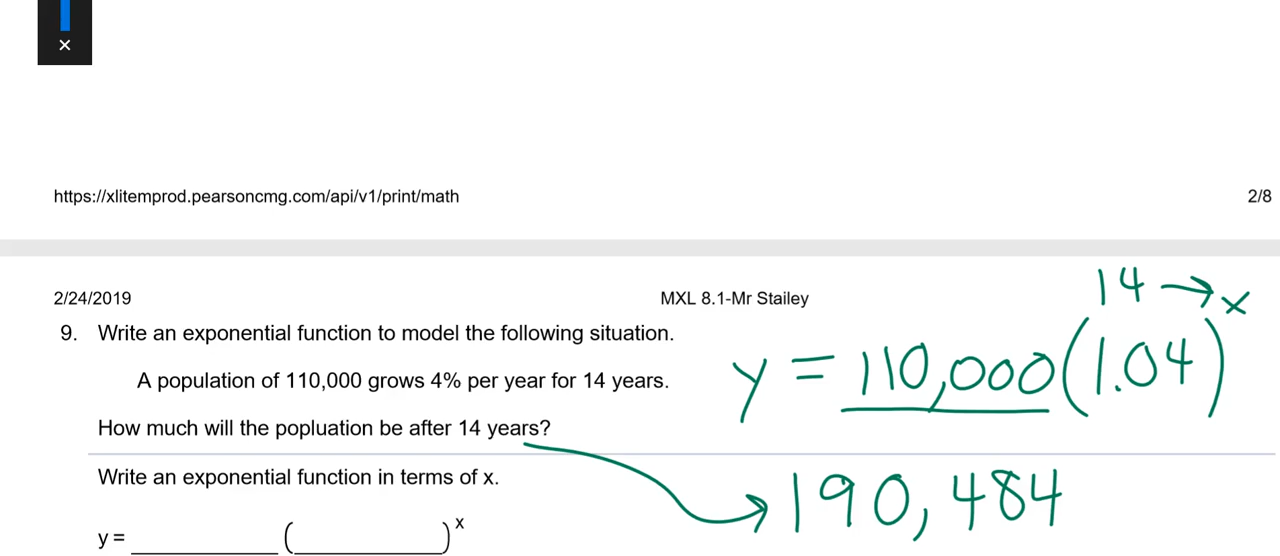 ×
https://xlitemprod.pearsoncmg.com/api/v1/print/math 2/8
2/24/2019 MXL 8.1-Mr Stailey
14 → x
9. Write an exponential function to model the following situation.
A population of 110,000 grows 4% per year for 14 years.
y = 110,000(1.04)
How much will the popluation be after 14 years?
Write an exponential function in terms of x.
190,484
y = __________ (__________)^x